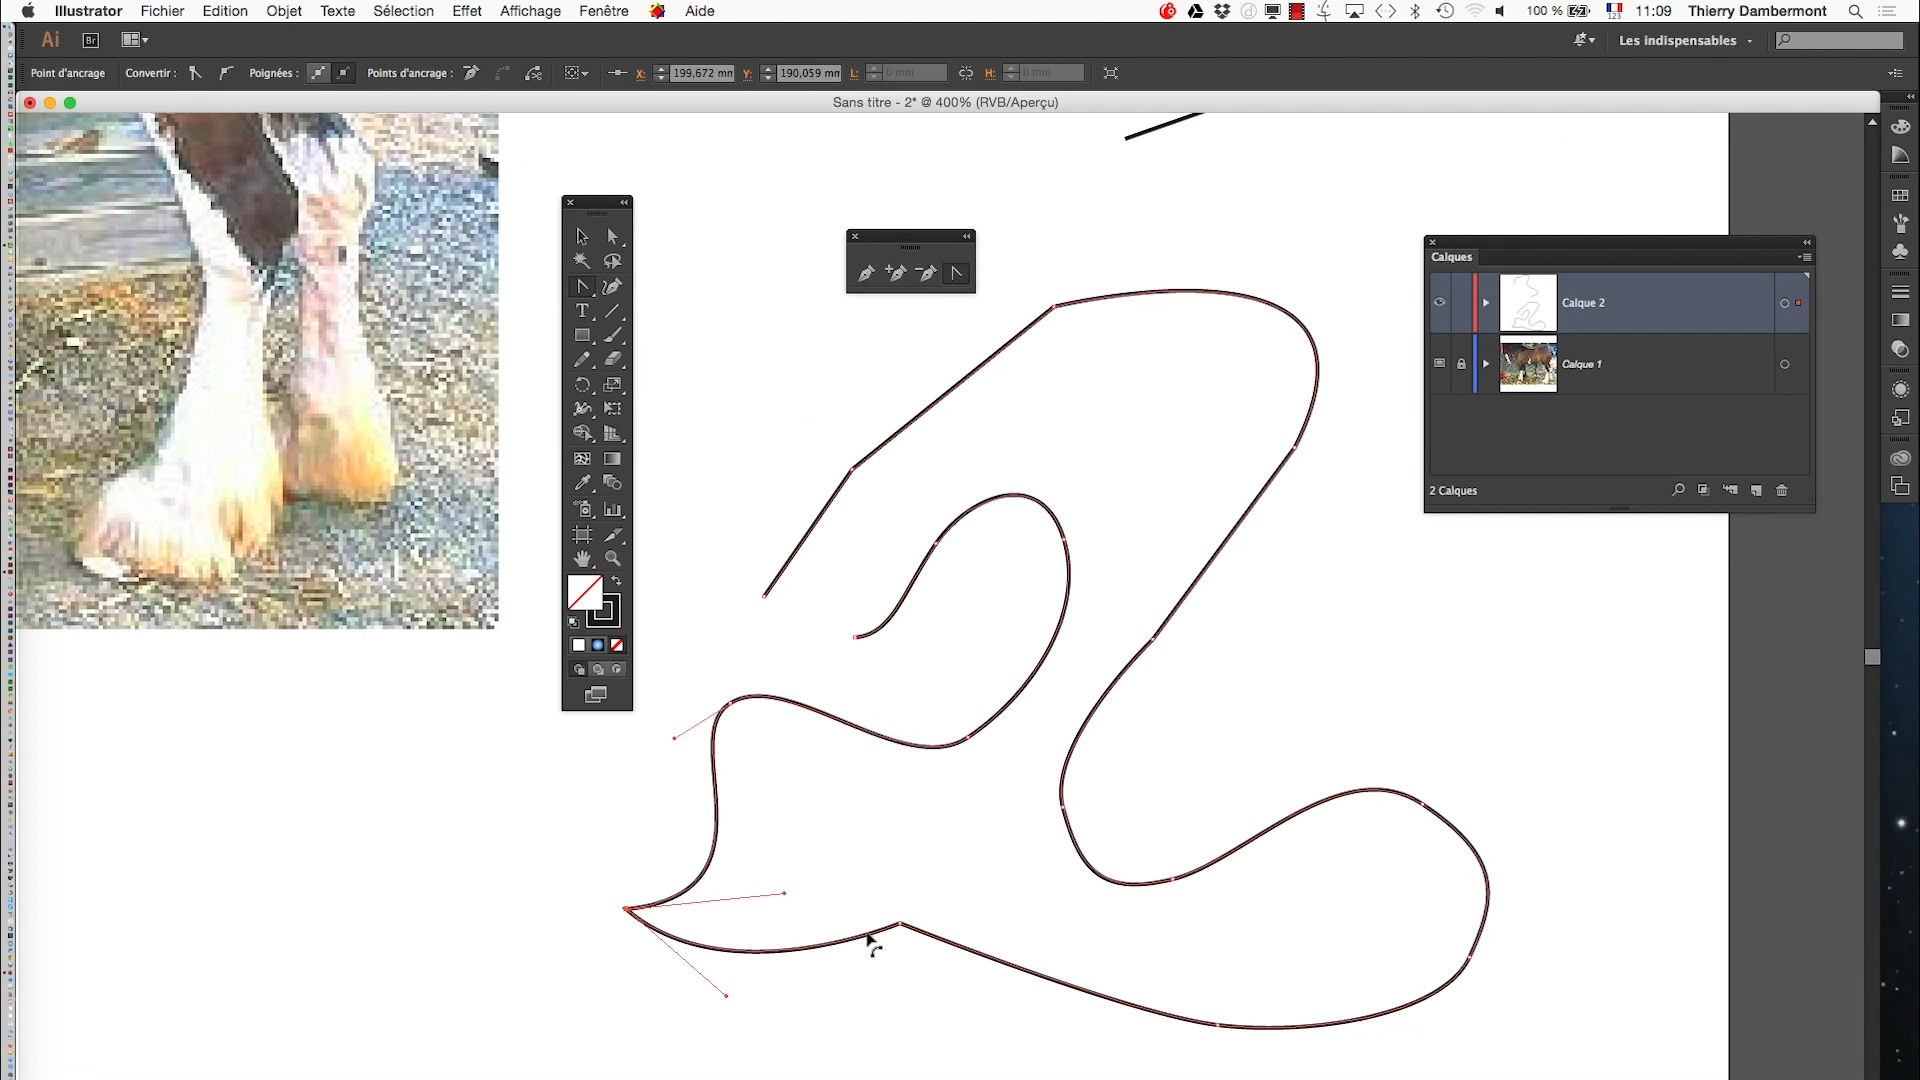 Illustrator Fichier Edition Objet Texte Sélection Effet Affichage Fenêtre Aide 100 % 11:09 Thierry Dambermont
Ai Br Les indispensables
Point d'ancrage Convertir : Poignées : Points d'ancrage : X: 199,672 mm Y: 190,059 mm L: 0 mm H: 0 mm
Sans titre - 2* @ 400% (RVB/Aperçu)
Calques
Calque 2
Calque 1
2 Calques